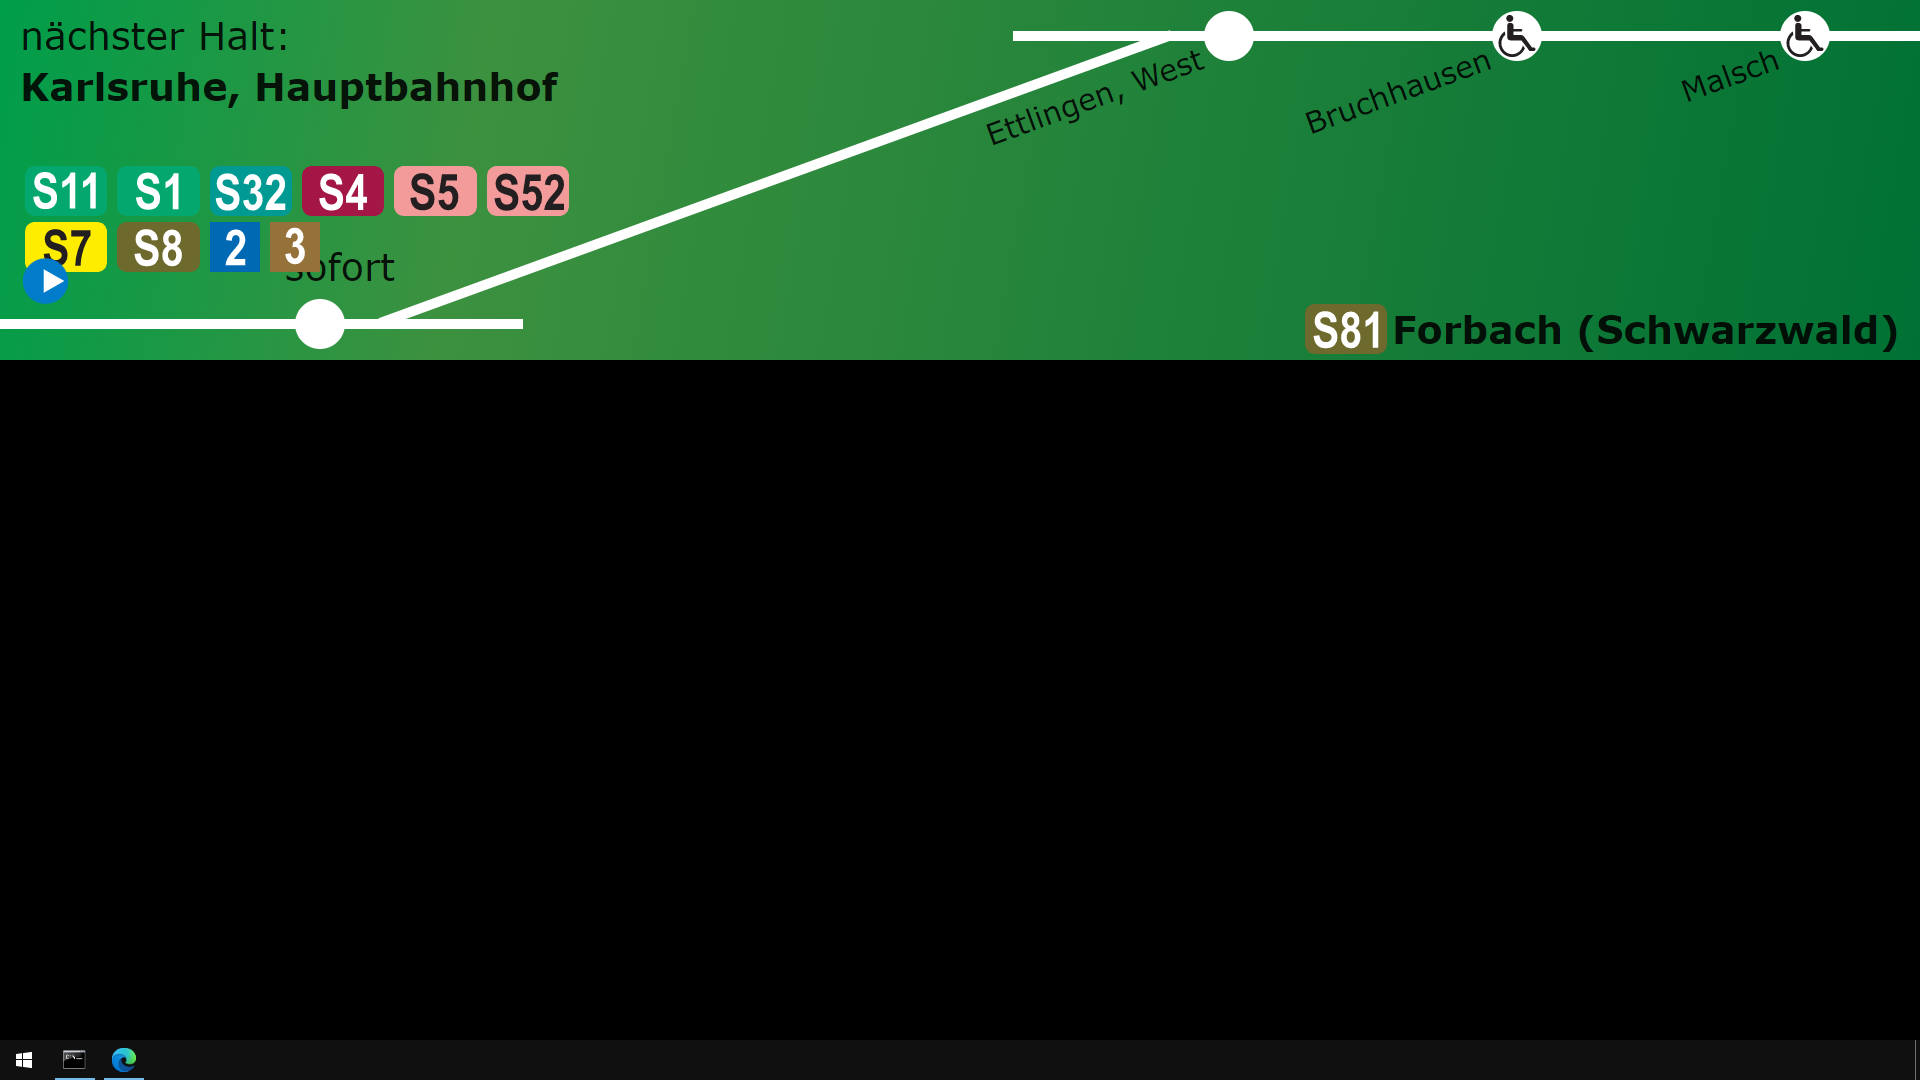 nächster Halt:
Karlsruhe, Hauptbahnhof
S11 S1 S32 S4 S5 S52
S7 S8 2 3
sofort
Ettlingen, West
Bruchhausen
Malsch
S81 Forbach (Schwarzwald)